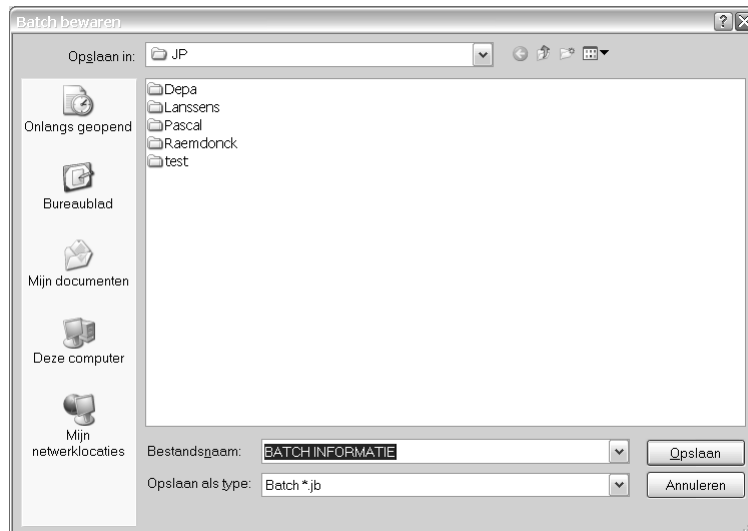 Batch bewaren
Opslaan in: JP
Depa
Lanssens
Pascal
Raemdonck
test
Onlangs geopend
Bureaublad
Mijn documenten
Deze computer
Mijn
netwerklocaties
Bestandsnaam: BATCH INFORMATIE Opslaan
Opslaan als type: Batch *.jb Annuleren